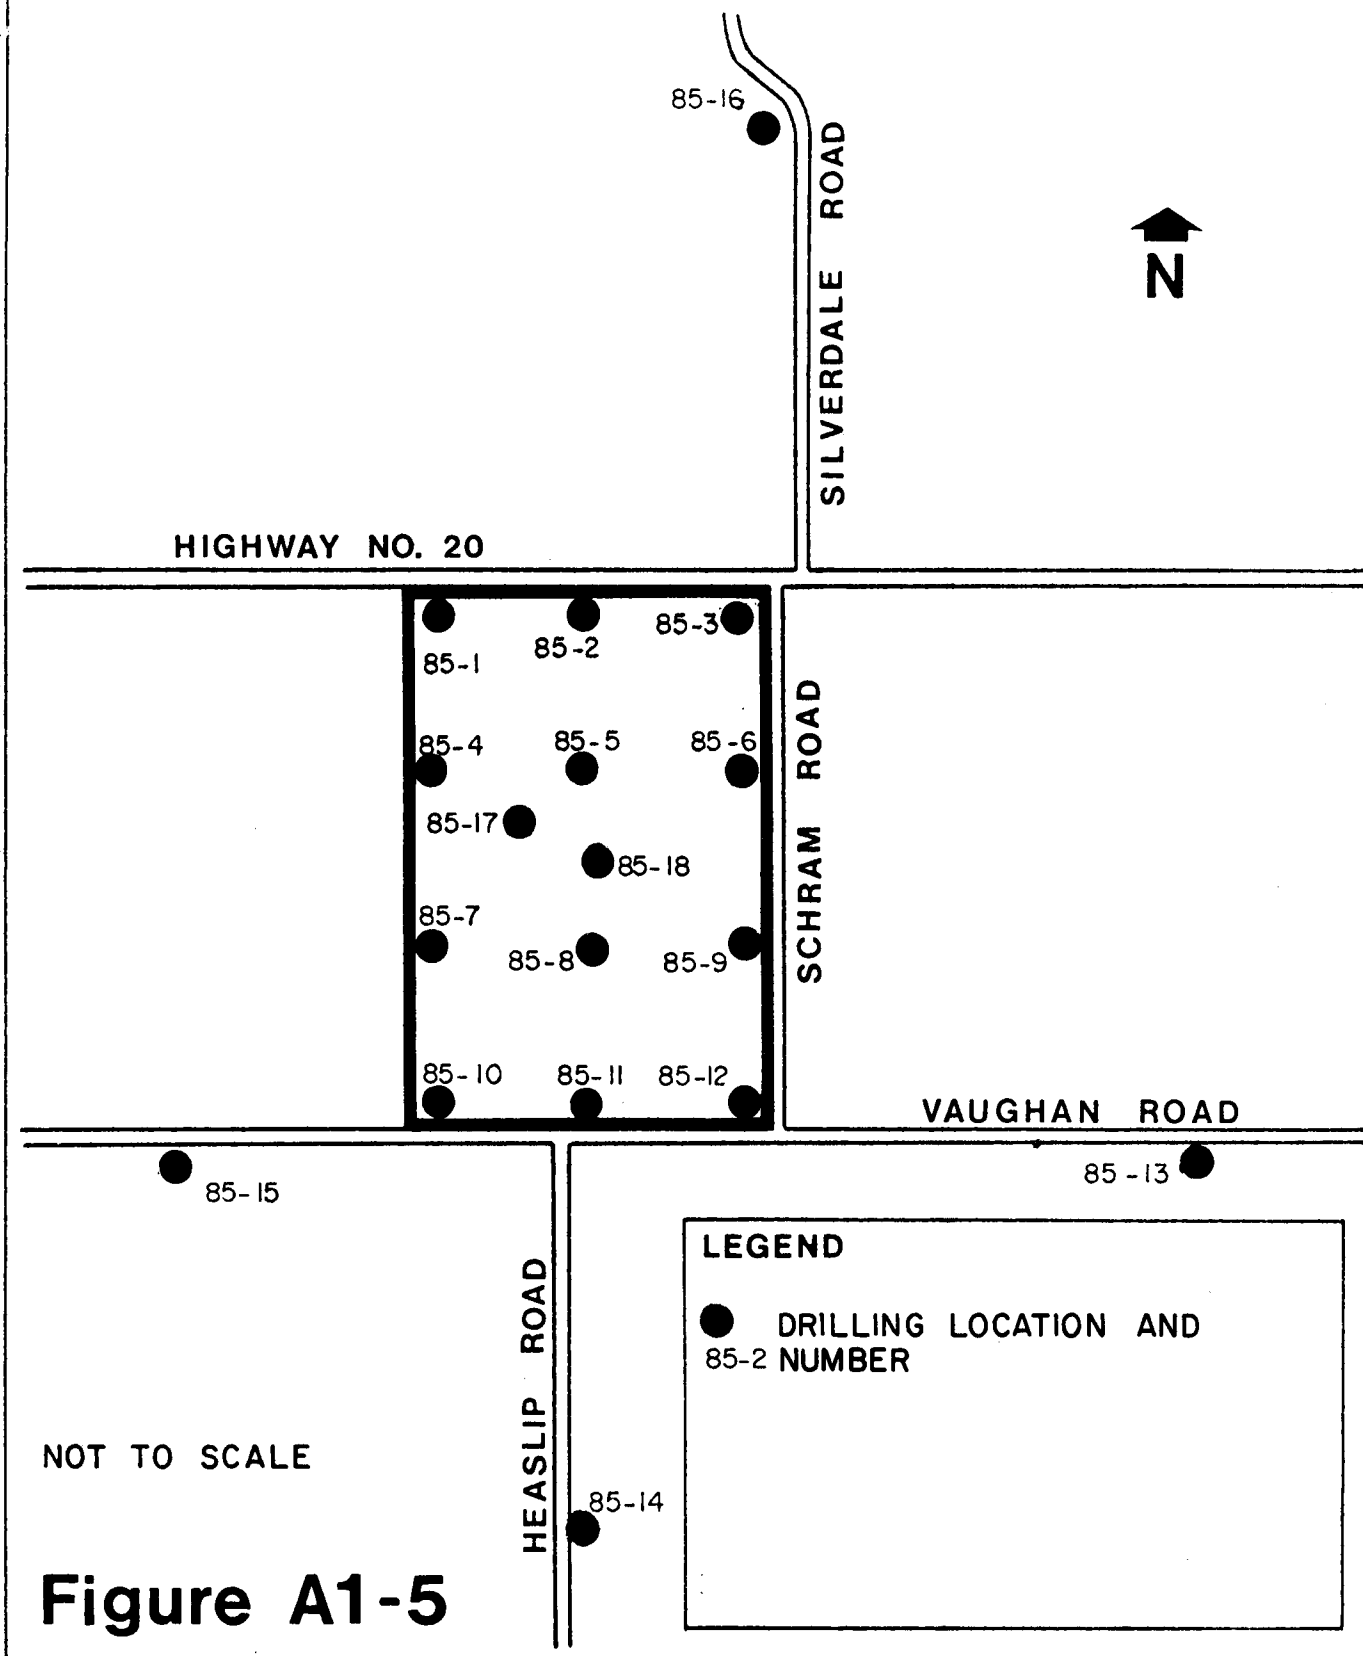 85-16
SILVERDALE ROAD
N
HIGHWAY NO. 20
85-1
85-2
85-3
85-4
85-5
85-6
SCHRAM ROAD
85-17
85-18
85-7
85-8
85-9
85-10
85-11
85-12
VAUGHAN ROAD
85-15
85-13
HEASLIP ROAD
LEGEND
DRILLING LOCATION AND
85-2 NUMBER
NOT TO SCALE
85-14
Figure A1-5